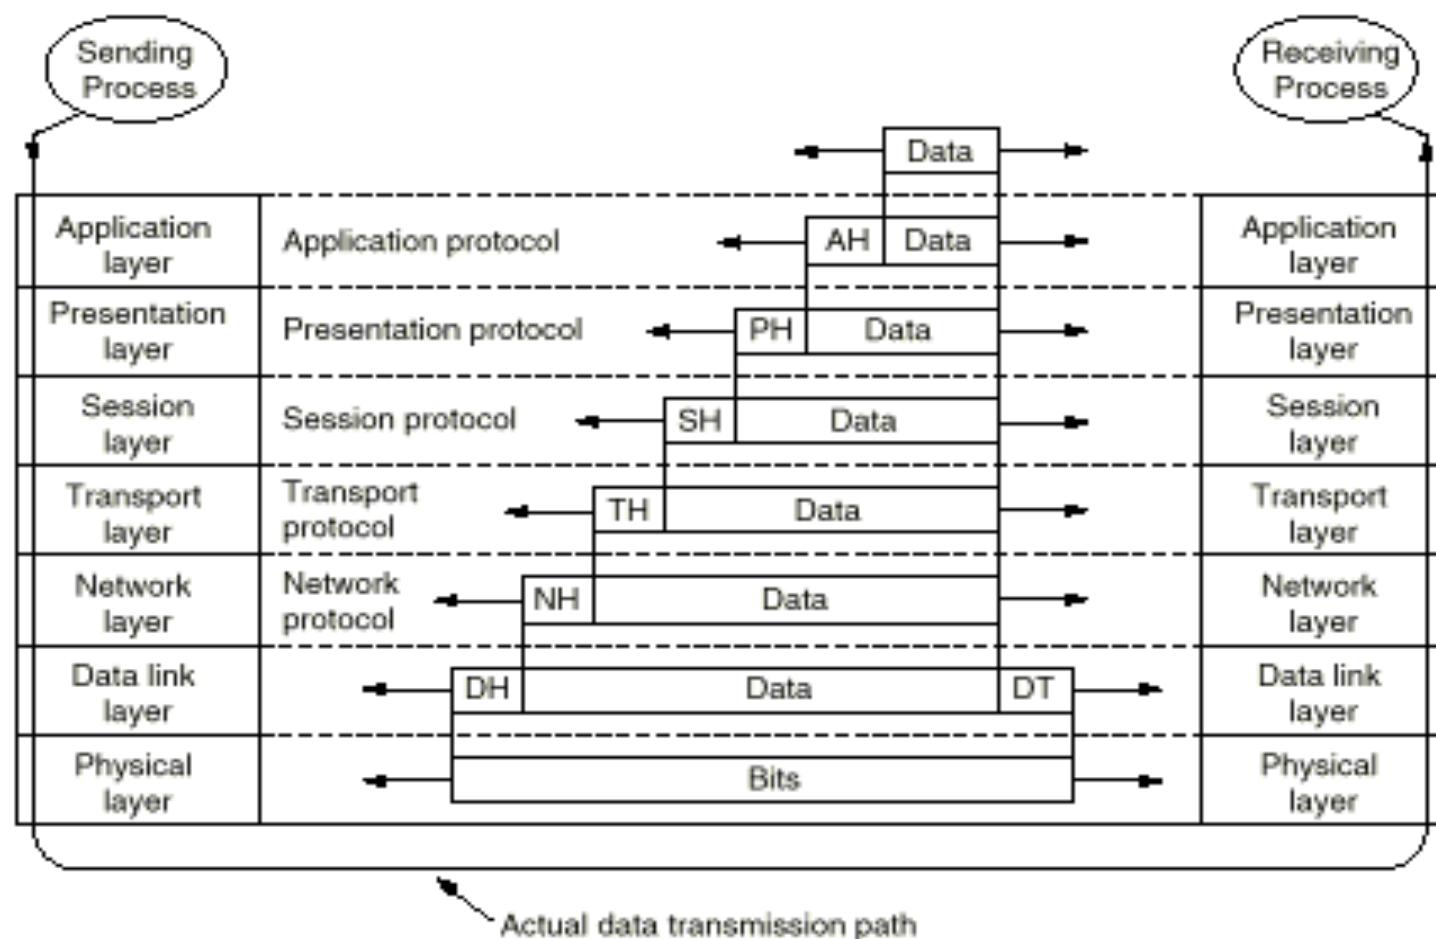 Sending
Process
Receiving
Process
Data
Application
layer
Application protocol
AH
Data
Application
layer
Presentation
layer
Presentation protocol
PH
Data
Presentation
layer
Session
layer
Session protocol
SH
Data
Session
layer
Transport
layer
Transport
protocol
TH
Data
Transport
layer
Network
layer
Network
protocol
NH
Data
Network
layer
Data link
layer
DH
Data
DT
Data link
layer
Physical
layer
Bits
Physical
layer
Actual data transmission path